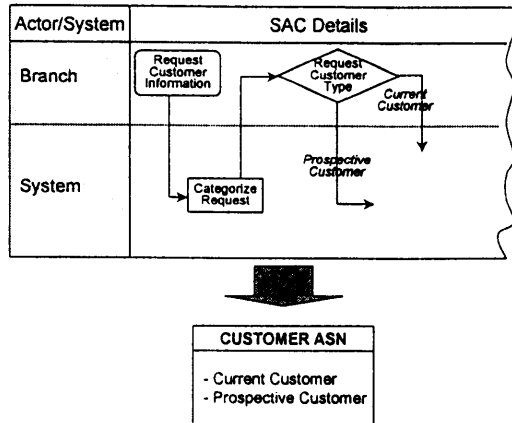 Actor/System
SAC Details
Branch
Request
Customer
Information
Request
Customer
Type
Current
Customer
Prospective
Customer
System
Categorize
Request
CUSTOMER ASN
- Current Customer
- Prospective Customer